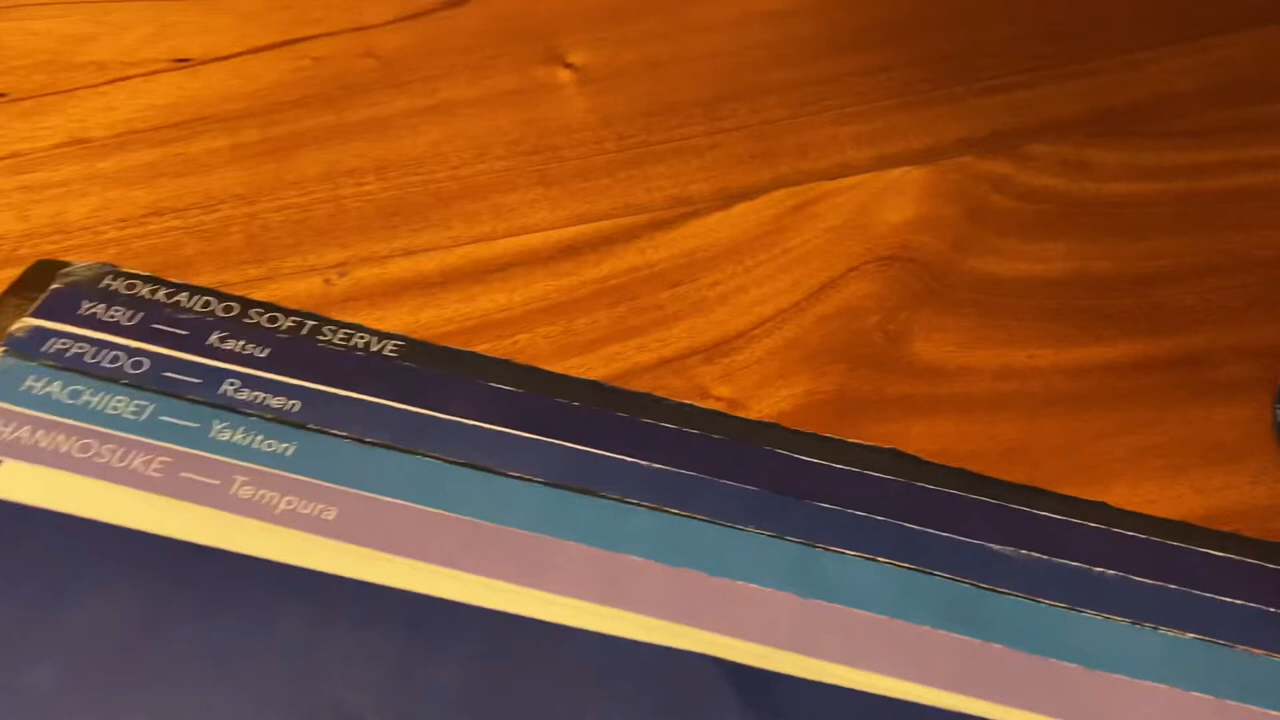 HOKKAIDO SOFT SERVE
YABU — Katsu
IPPUDO — Ramen
HACHIBEI — Yakitori
HANNOSUKE — Tempura